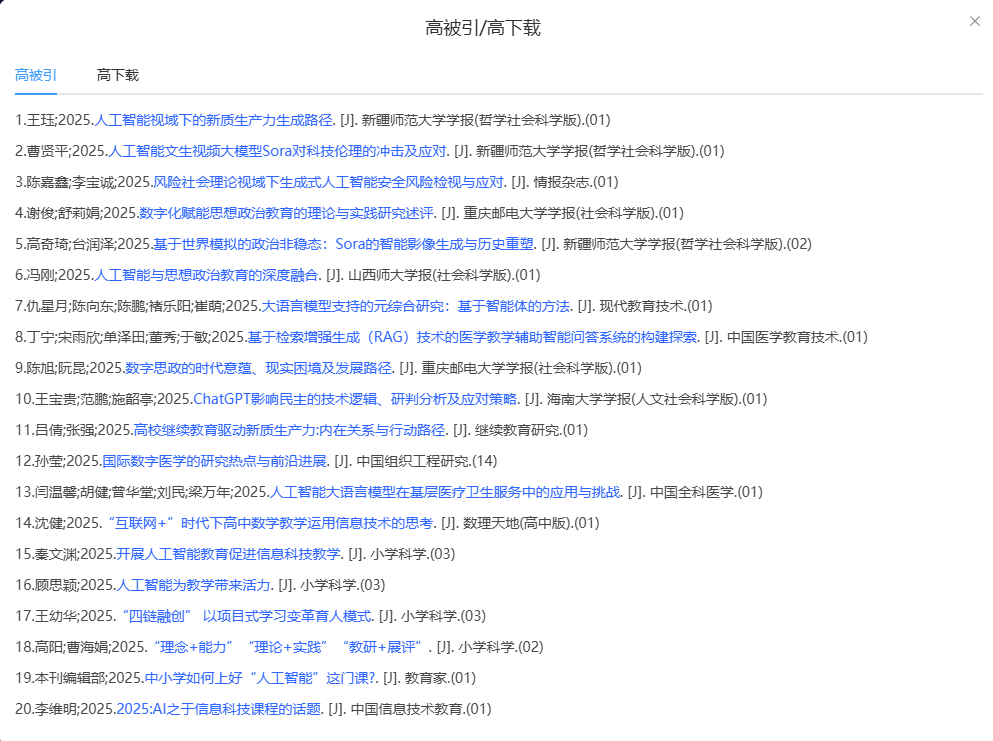 高被引/高下载
高被引 高下载
1.王珏;2025.人工智能视域下的新质生产力生成路径. [J]. 新疆师范大学学报(哲学社会科学版).(01)
2.曹贤平;2025.人工智能文生视频大模型Sora对科技伦理的冲击及应对. [J]. 新疆师范大学学报(哲学社会科学版).(01)
3.陈嘉鑫;李宝诚;2025.风险社会理论视域下生成式人工智能安全风险检视与应对. [J]. 情报杂志.(01)
4.谢俊;舒莉娟;2025.数字化赋能思想政治教育的理论与实践研究述评. [J]. 重庆邮电大学学报(社会科学版).(01)
5.高奇琦;台润泽;2025.基于世界模拟的政治非稳态：Sora的智能影像生成与历史重塑. [J]. 新疆师范大学学报(哲学社会科学版).(02)
6.冯刚;2025.人工智能与思想政治教育的深度融合. [J]. 山西师大学报(社会科学版).(01)
7.仇星月;陈向东;陈鹏;褚乐阳;崔萌;2025.大语言模型支持的元综合研究：基于智能体的方法. [J]. 现代教育技术.(01)
8.丁宁;宋雨欣;单泽田;董秀;于敏;2025.基于检索增强生成（RAG）技术的医学教学辅助智能问答系统的构建探索. [J]. 中国医学教育技术.(01)
9.陈旭;阮昆;2025.数字思政的时代意蕴、现实困境及发展路径. [J]. 重庆邮电大学学报(社会科学版).(01)
10.王宝贵;范鹏;施韶亭;2025.ChatGPT影响民主的技术逻辑、研判分析及应对策略. [J]. 海南大学学报(人文社会科学版).(01)
11.吕倩;张强;2025.高校继续教育驱动新质生产力:内在关系与行动路径. [J]. 继续教育研究.(01)
12.孙莹;2025.国际数字医学的研究热点与前沿进展. [J]. 中国组织工程研究.(14)
13.闫温馨;胡健;曾华堂;刘民;梁万年;2025.人工智能大语言模型在基层医疗卫生服务中的应用与挑战. [J]. 中国全科医学.(01)
14.沈健;2025.“互联网+”时代下高中数学教学运用信息技术的思考. [J]. 数理天地(高中版).(01)
15.秦文渊;2025.开展人工智能教育促进信息科技教学. [J]. 小学科学.(03)
16.顾思颖;2025.人工智能为教学带来活力. [J]. 小学科学.(03)
17.王幼华;2025.“四链融创” 以项目式学习变革育人模式. [J]. 小学科学.(03)
18.高阳;曹海娟;2025.“理念+能力” “理论+实践” “教研+展评”. [J]. 小学科学.(02)
19.本刊编辑部;2025.中小学如何上好“人工智能”这门课?. [J]. 教育家.(01)
20.李维明;2025.2025:AI之于信息科技课程的话题. [J]. 中国信息技术教育.(01)